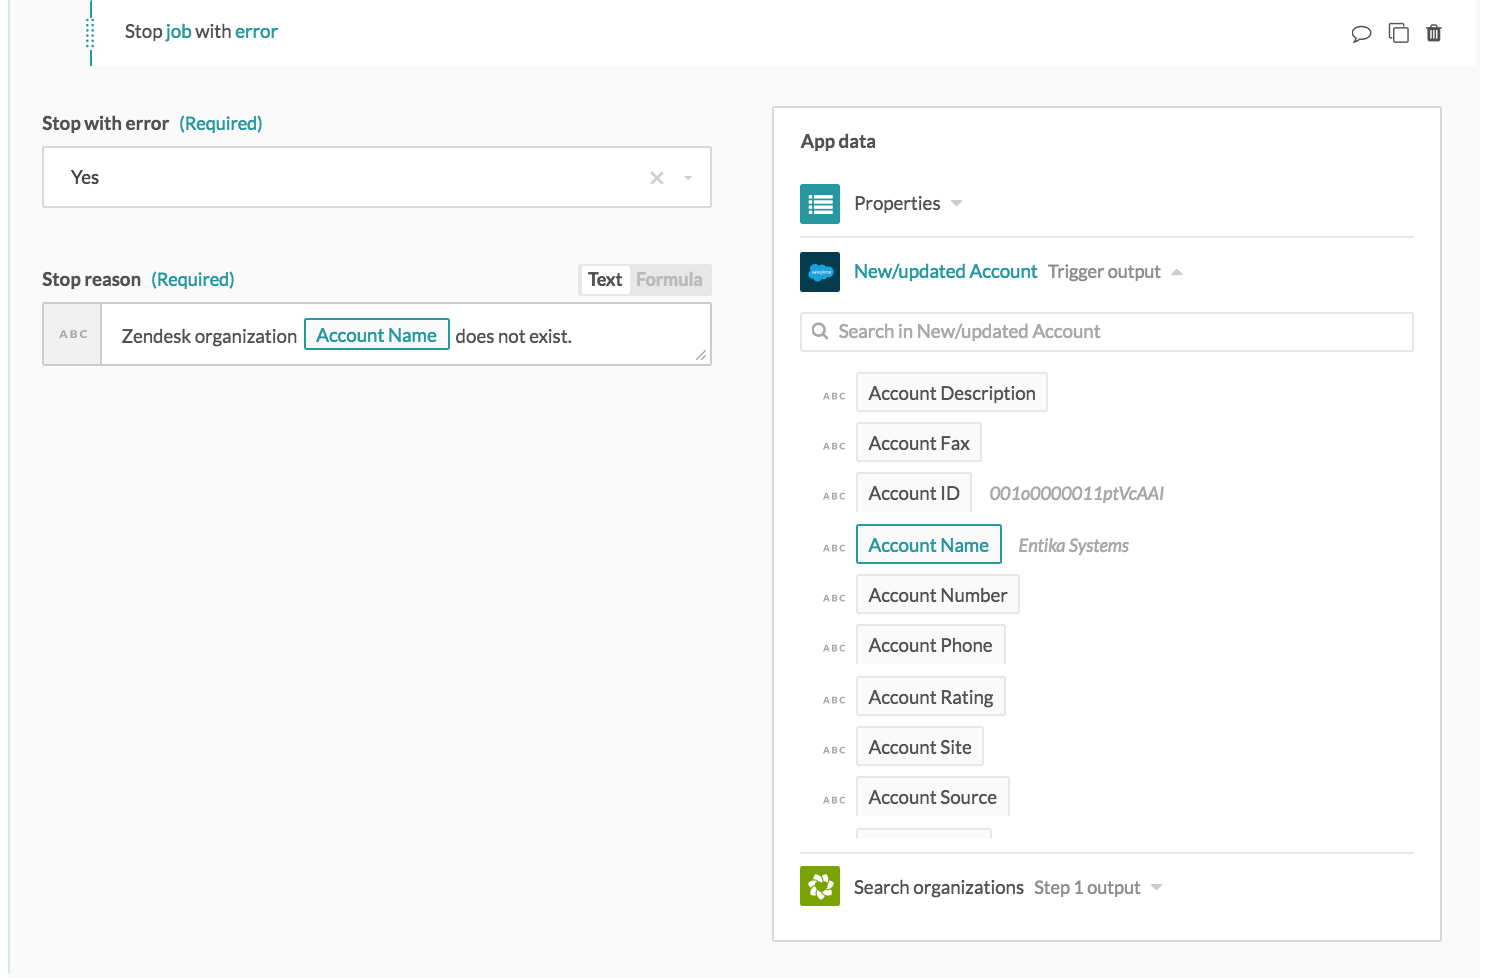 Stop job with error
Stop with error (Required)
Yes
Stop reason (Required)
Text Formula
ABC Zendesk organization Account Name does not exist.
App data
Properties
salesforce New/updated Account Trigger output
Search in New/updated Account
ABC Account Description
ABC Account Fax
ABC Account ID 001o0000011ptVcAAI
ABC Account Name Entika Systems
ABC Account Number
ABC Account Phone
ABC Account Rating
ABC Account Site
ABC Account Source
Search organizations Step 1 output